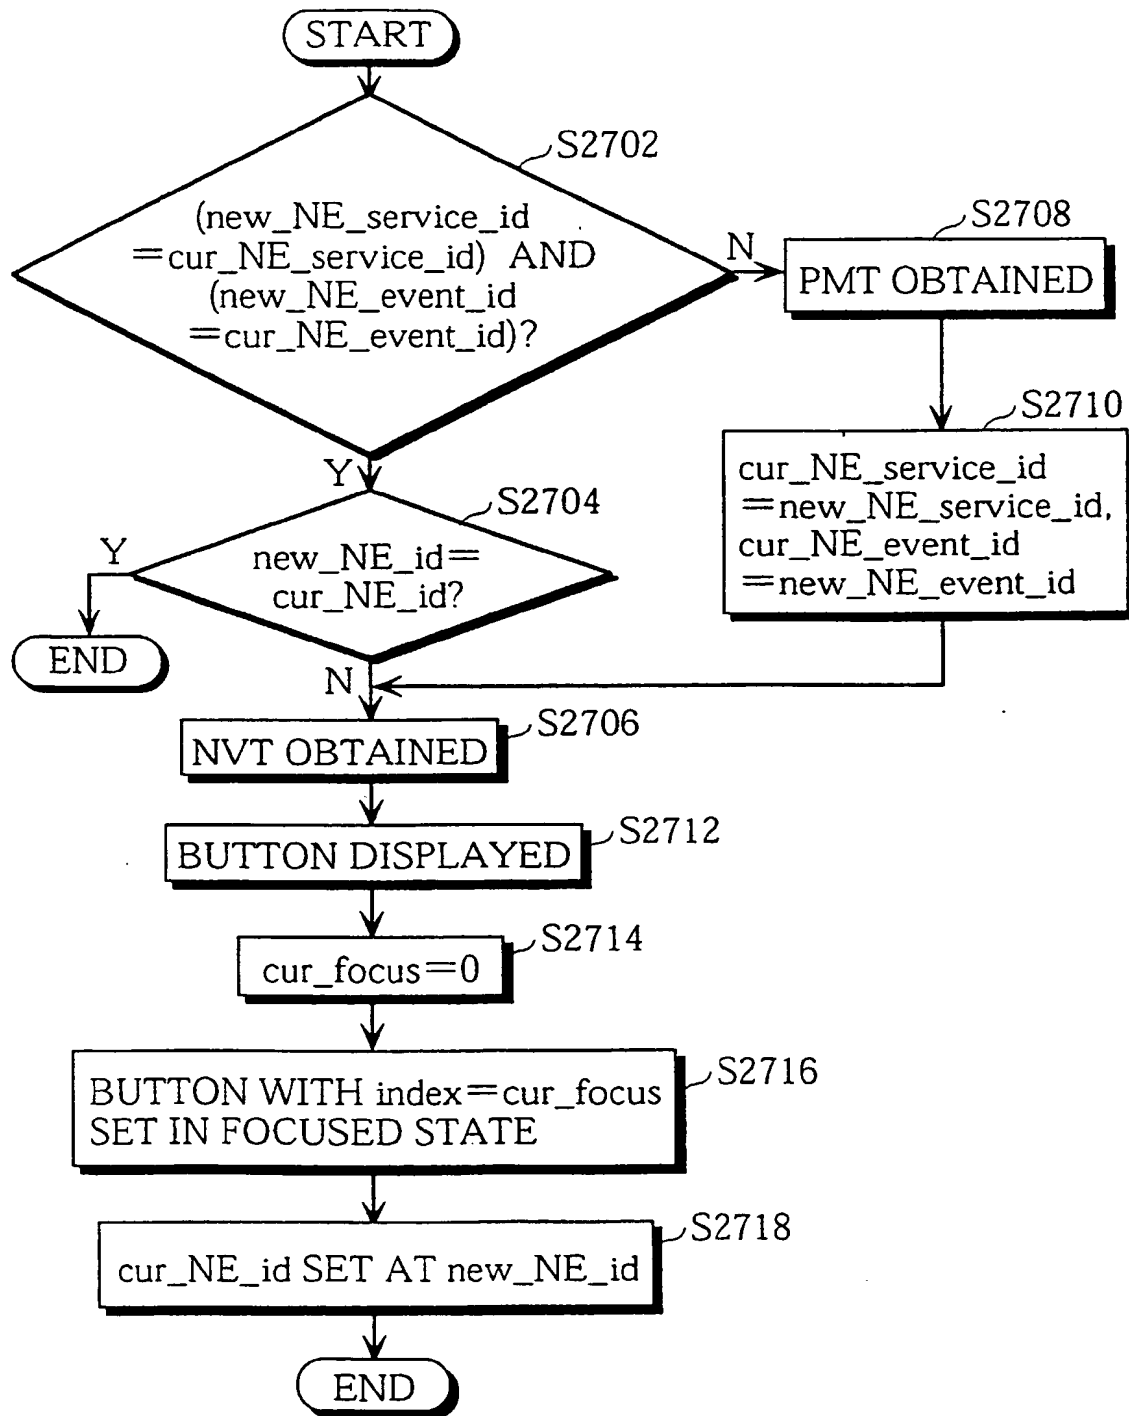 START
S2702
(new_NE_service_id
=cur_NE_service_id) AND
(new_NE_event_id
=cur_NE_event_id)?
N
S2708
PMT OBTAINED
S2710
cur_NE_service_id
=new_NE_service_id,
cur_NE_event_id
=new_NE_event_id
Y
S2704
new_NE_id=
cur_NE_id?
Y
END
N
S2706
NVT OBTAINED
S2712
BUTTON DISPLAYED
S2714
cur_focus=0
S2716
BUTTON WITH index=cur_focus
SET IN FOCUSED STATE
S2718
cur_NE_id SET AT new_NE_id
END